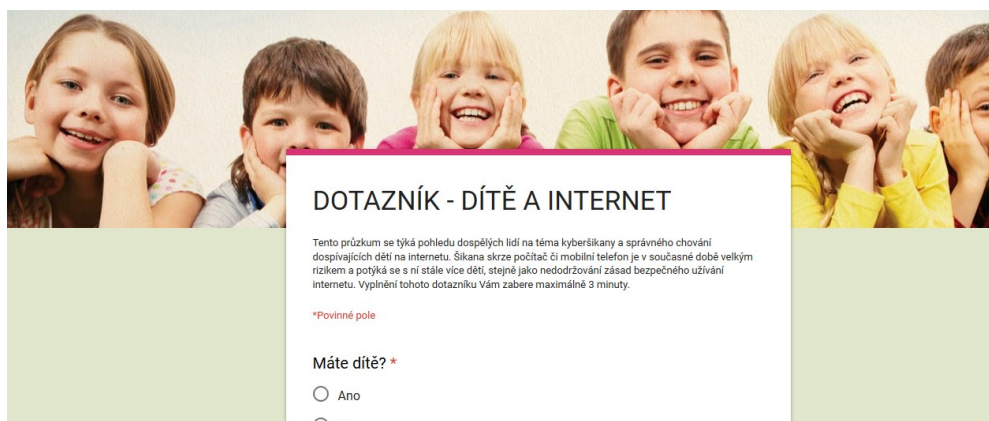 DOTAZNÍK - DÍTĚ A INTERNET
Tento průzkum se týká pohledu dospělých lidí na téma kyberšikany a správného chování
dospívajících dětí na internetu. Šikana skrze počítač či mobilní telefon je v současné době velkým
rizikem a potýká se s ní stále více dětí, stejně jako nedodržování zásad bezpečného užívání
internetu. Vyplnění tohoto dotazníku Vám zabere maximálně 3 minuty.
*Povinné pole
Máte dítě? *
Ano